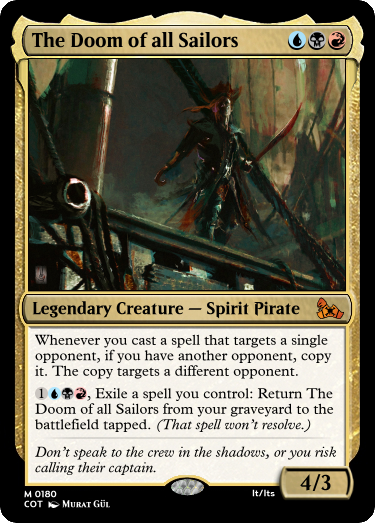 The Doom of all Sailors
Legendary Creature — Spirit Pirate
Whenever you cast a spell that targets a single
opponent, if you have another opponent, copy
it. The copy targets a different opponent.
1, Exile a spell you control: Return The
Doom of all Sailors from your graveyard to the
battlefield tapped. (That spell won't resolve.)
Don't speak to the crew in the shadows, or you risk
calling their captain.
4/3
M 0180
It/Its
COT Murat Gül